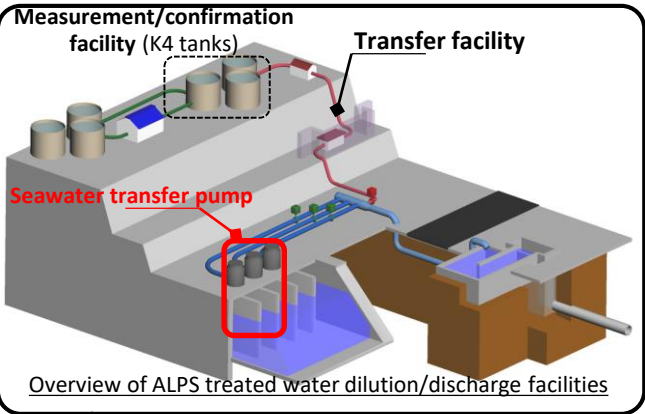 Measurement/confirmation
facility (K4 tanks)
Transfer facility
Seawater transfer pump
Overview of ALPS treated water dilution/discharge facilities